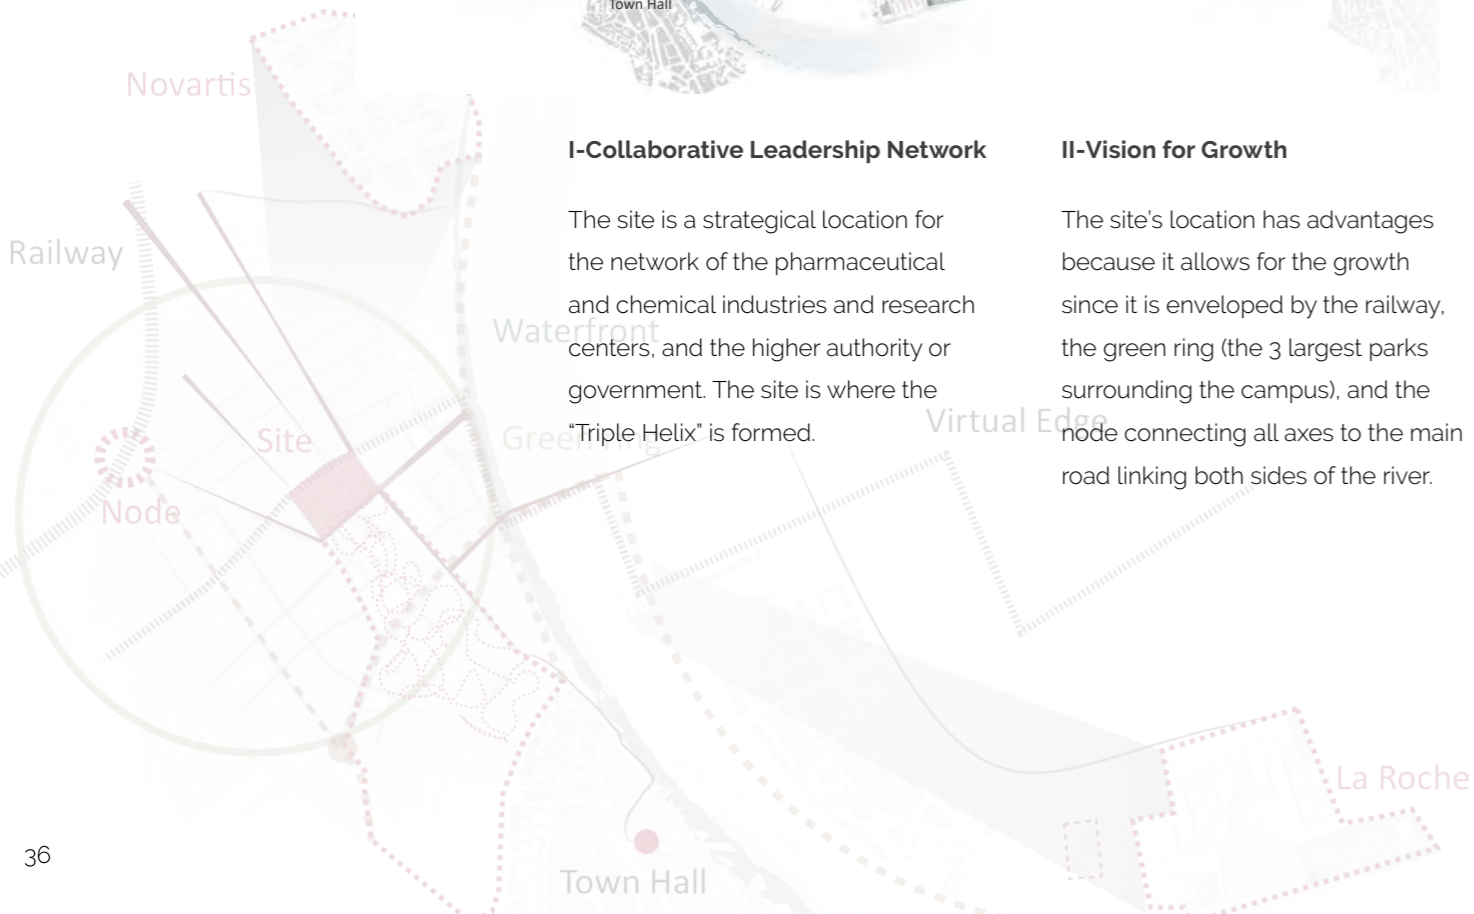 Town Hall
Novartis
Railway
Waterfront
Site
Green Ring
Virtual Edge
Node
I-Collaborative Leadership Network
The site is a strategical location for
the network of the pharmaceutical
and chemical industries and research
centers, and the higher authority or
government. The site is where the
“Triple Helix” is formed.
II-Vision for Growth
The site’s location has advantages
because it allows for the growth
since it is enveloped by the railway,
the green ring (the 3 largest parks
surrounding the campus), and the
node connecting all axes to the main
road linking both sides of the river.
La Roche
Town Hall
36